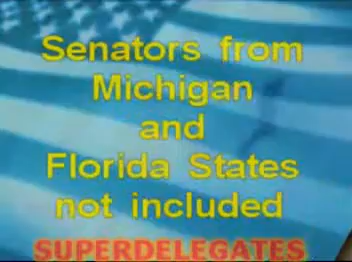 Senators from
Michigan
and
Florida States
not included
SUPERDELEGATES